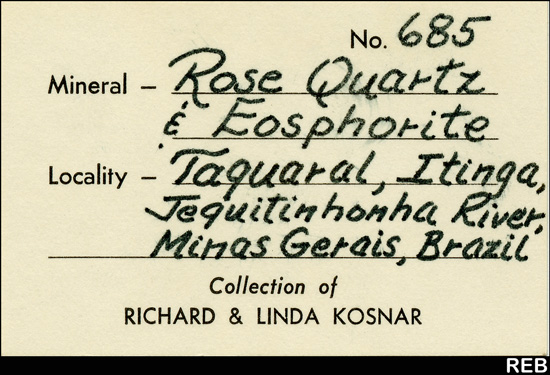 No. 685
Mineral – Rose Quartz
& Eosphorite
Locality – Taquaral, Itinga,
Jequitinhonha River,
Minas Gerais, Brazil
Collection of
RICHARD & LINDA KOSNAR
REB